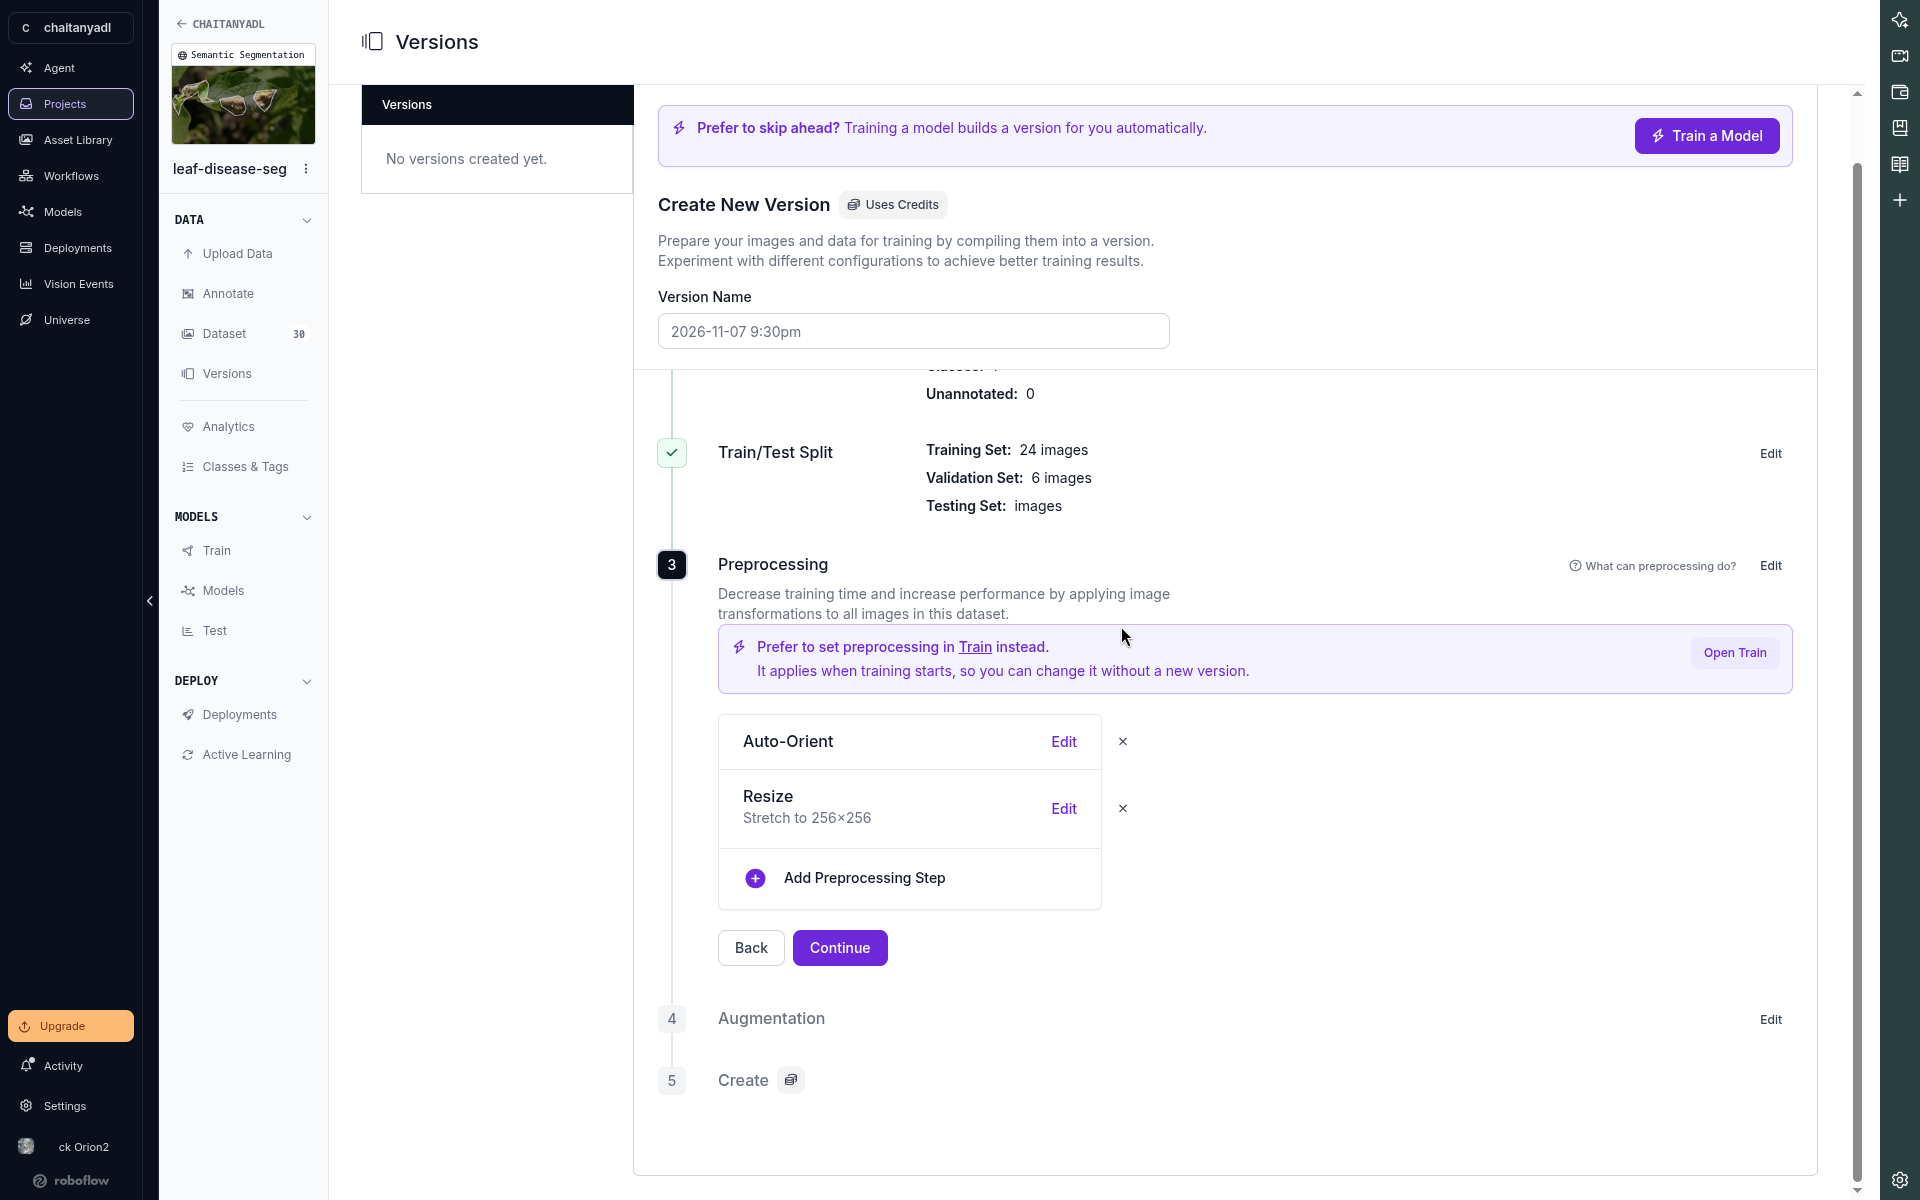 C chaitanyadl
Agent
Projects
Asset Library
Workflows
Models
Deployments
Vision Events
Universe
Upgrade
Activity
Settings
ck Orion2
roboflow
CHAITANYADL
Semantic Segmentation
leaf-disease-seg
DATA
Upload Data
Annotate
Dataset 30
Versions
Analytics
Classes & Tags
MODELS
Train
Models
Test
DEPLOY
Deployments
Active Learning
Versions
Versions
No versions created yet.
Prefer to skip ahead? Training a model builds a version for you automatically.
Train a Model
Create New Version Uses Credits
Prepare your images and data for training by compiling them into a version.
Experiment with different configurations to achieve better training results.
Version Name
2026-11-07 9:30pm
Unannotated: 0
Train/Test Split
Training Set: 24 images
Edit
Validation Set: 6 images
Testing Set: images
3 Preprocessing
What can preprocessing do? Edit
Decrease training time and increase performance by applying image
transformations to all images in this dataset.
Prefer to set preprocessing in Train instead.
It applies when training starts, so you can change it without a new version.
Open Train
Auto-Orient Edit
Resize
Stretch to 256×256
Edit
Add Preprocessing Step
Back Continue
4 Augmentation Edit
5 Create